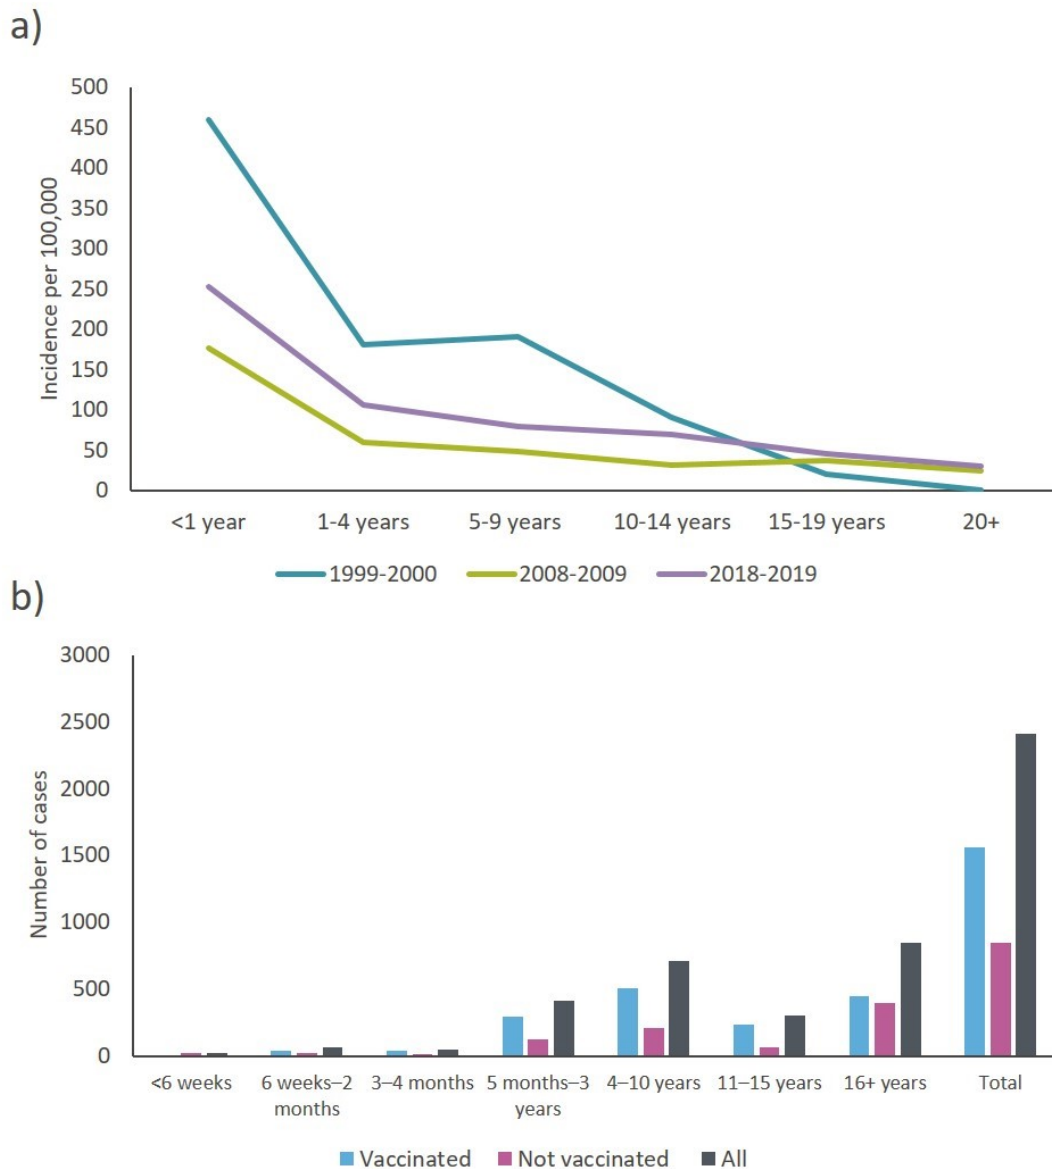 a)
500
450
400
350
300
250
200
150
100
50
0
Incidence per 100,000
<1 year 1-4 years 5-9 years 10-14 years 15-19 years 20+
1999-2000 2008-2009 2018-2019
b)
3000
2500
2000
1500
1000
500
0
Number of cases
<6 weeks 6 weeks–2 3–4 months 5 months–3 4–10 years 11–15 years 16+ years Total
months years
Vaccinated Not vaccinated All